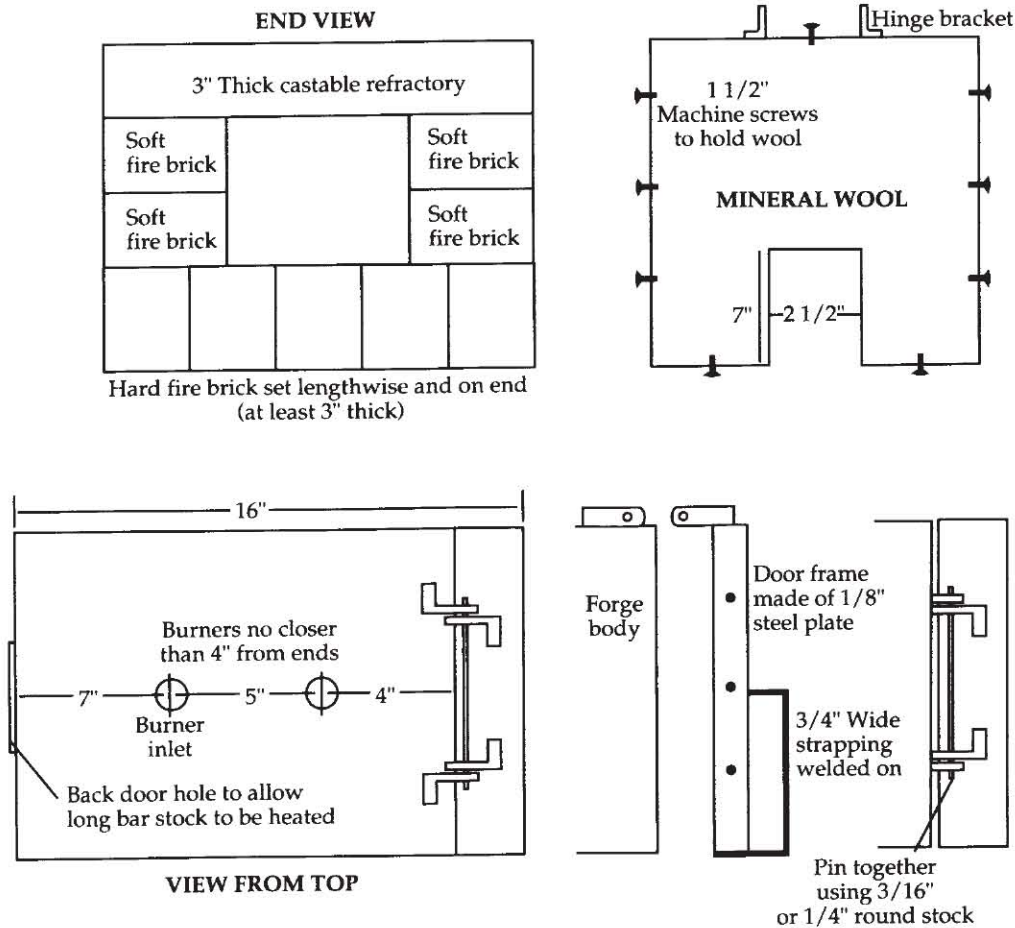 END VIEW
3" Thick castable refractory
Soft
fire brick
Soft
fire brick
Soft
fire brick
Soft
fire brick
Hard fire brick set lengthwise and on end
(at least 3" thick)
Hinge bracket
1 1/2"
Machine screws
to hold wool
MINERAL WOOL
7"
2 1/2"
16"
Burners no closer
than 4" from ends
7"
5"
4"
Burner
inlet
Back door hole to allow
long bar stock to be heated
VIEW FROM TOP
Forge
body
Door frame
made of 1/8"
steel plate
3/4" Wide
strapping
welded on
Pin together
using 3/16"
or 1/4" round stock